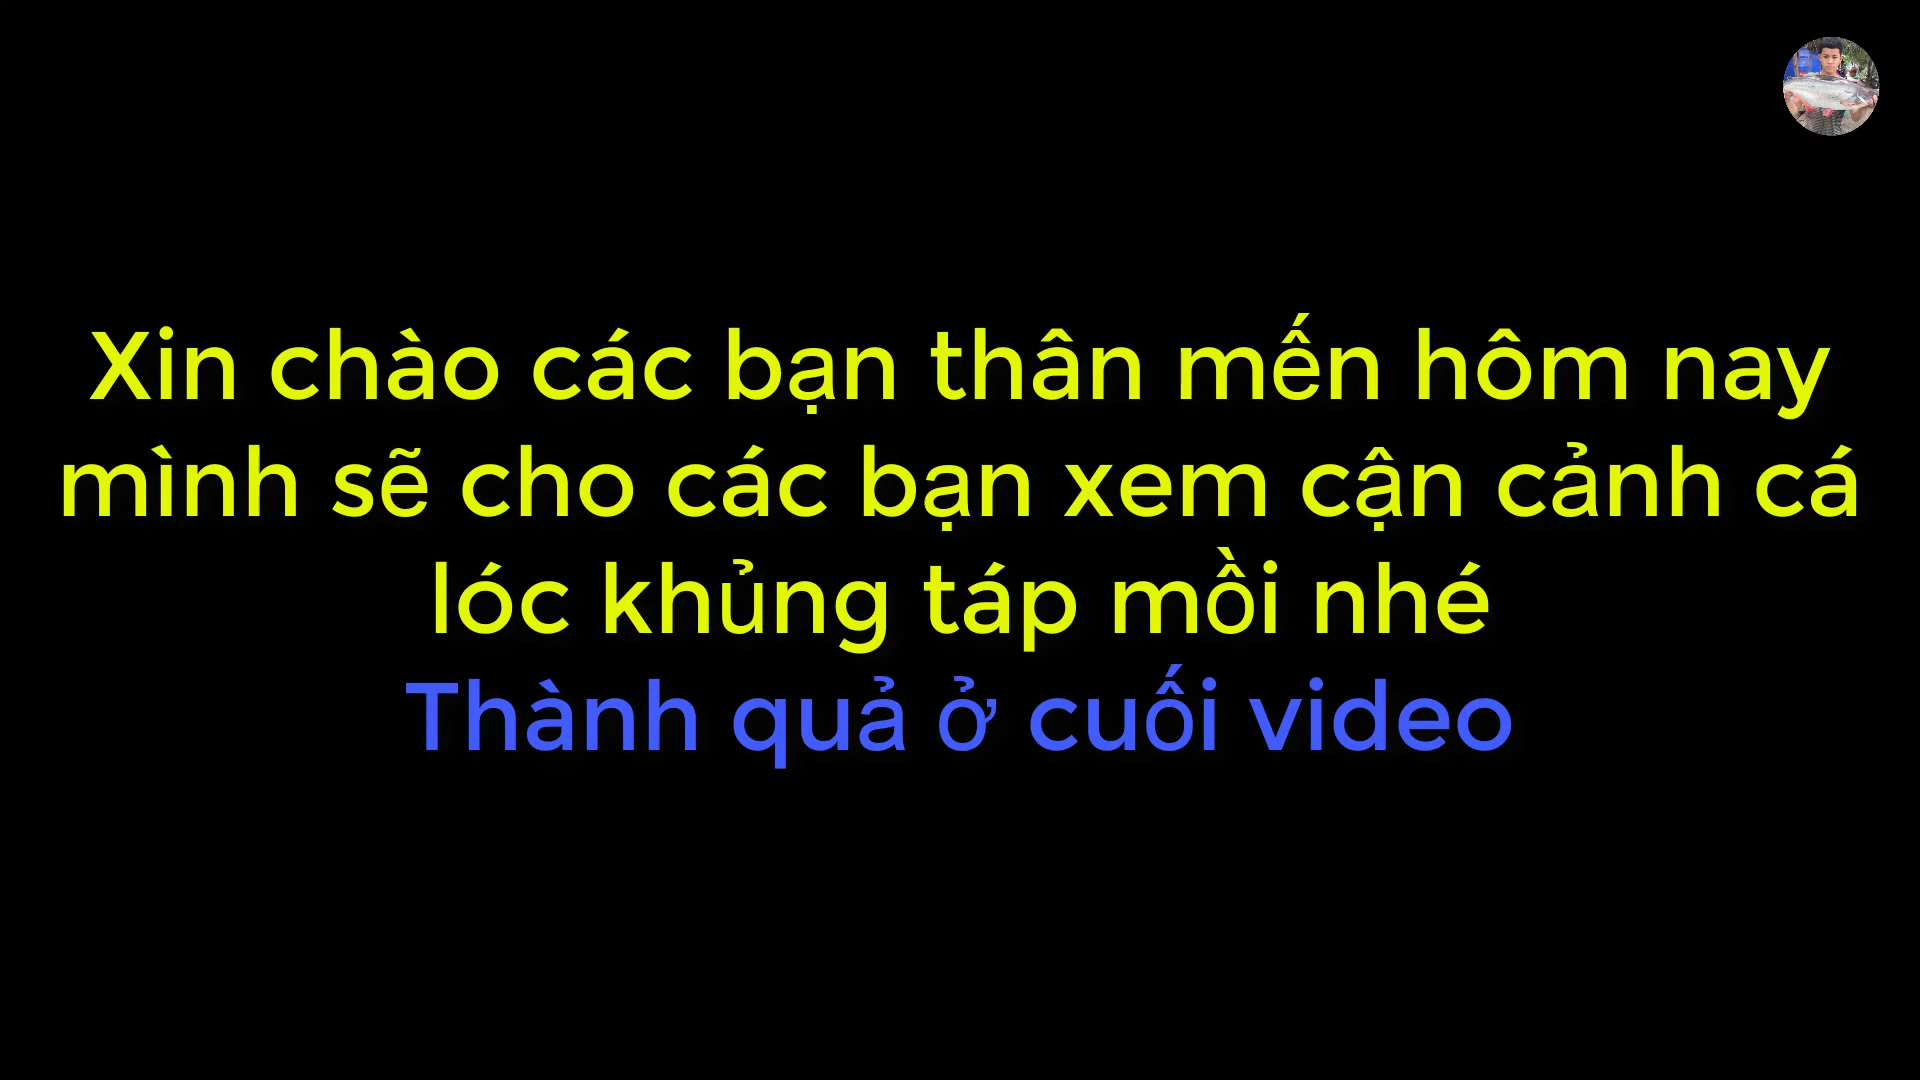 Xin chào các bạn thân mến hôm nay
mình sẽ cho các bạn xem cận cảnh cá
lóc khủng táp mồi nhé
Thành quả ở cuối video